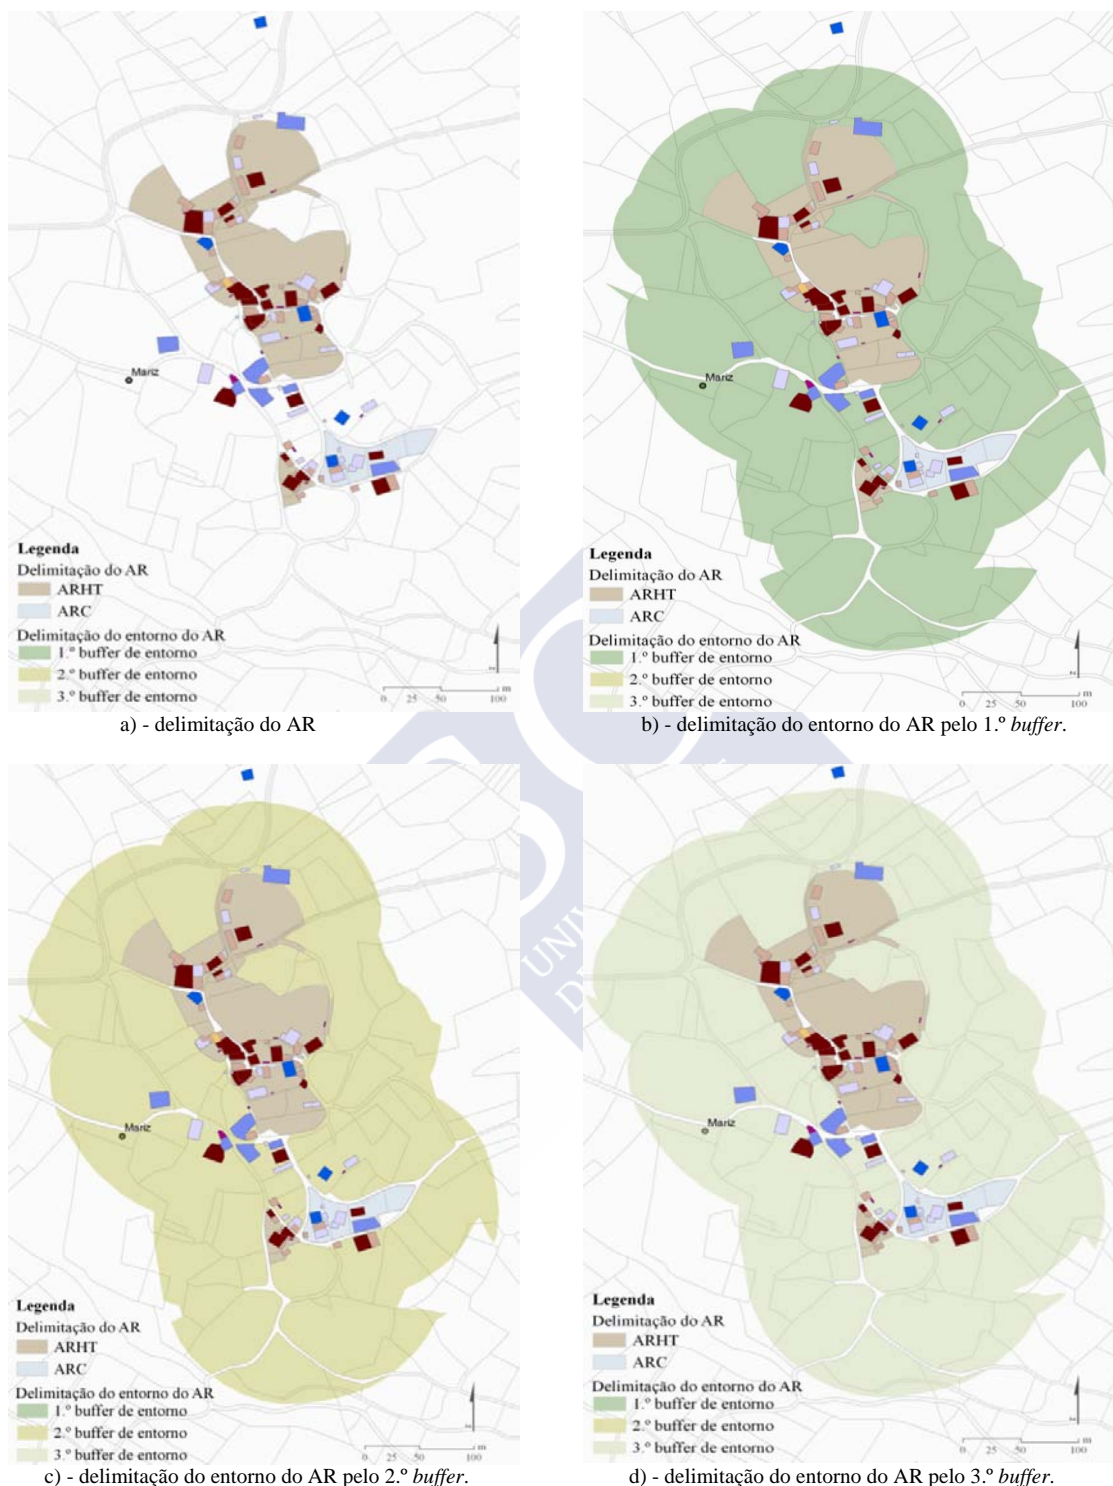 Mariz
Legenda
Delimitação do AR
ARHT
ARC
Delimitação do entorno do AR
1.º buffer de entorno
2.º buffer de entorno
3.º buffer de entorno
0 25 50 100 m
a) - delimitação do AR
Mariz
Legenda
Delimitação do AR
ARHT
ARC
Delimitação do entorno do AR
1.º buffer de entorno
2.º buffer de entorno
3.º buffer de entorno
0 25 50 100 m
b) - delimitação do entorno do AR pelo 1.º buffer.
Mariz
Legenda
Delimitação do AR
ARHT
ARC
Delimitação do entorno do AR
1.º buffer de entorno
2.º buffer de entorno
3.º buffer de entorno
0 25 50 100 m
c) - delimitação do entorno do AR pelo 2.º buffer.
Mariz
Legenda
Delimitação do AR
ARHT
ARC
Delimitação do entorno do AR
1.º buffer de entorno
2.º buffer de entorno
3.º buffer de entorno
0 25 50 100 m
d) - delimitação do entorno do AR pelo 3.º buffer.